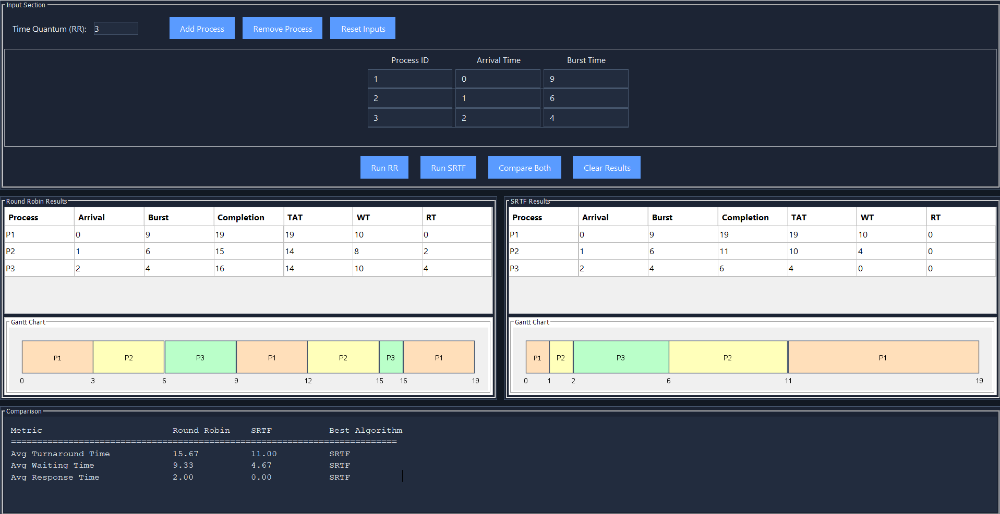 Input Section
Time Quantum (RR): 3 Add Process Remove Process Reset Inputs
Process ID Arrival Time Burst Time
1 0 9
2 1 6
3 2 4
Run RR Run SRTF Compare Both Clear Results
Round Robin Results
Process Arrival Burst Completion TAT WT RT
P1 0 9 19 19 10 0
P2 1 6 15 14 8 2
P3 2 4 16 14 10 4
Gantt Chart
P1 P2 P3 P1 P2 P3 P1
0 3 6 9 12 15 16 19
SRTF Results
Process Arrival Burst Completion TAT WT RT
P1 0 9 19 19 10 0
P2 1 6 11 10 4 0
P3 2 4 6 4 0 0
Gantt Chart
P1 P2 P3 P2 P1
0 1 2 6 11 19
Comparison
Metric Round Robin SRTF Best Algorithm
==========================================================================
Avg Turnaround Time 15.67 11.00 SRTF
Avg Waiting Time 9.33 4.67 SRTF
Avg Response Time 2.00 0.00 SRTF